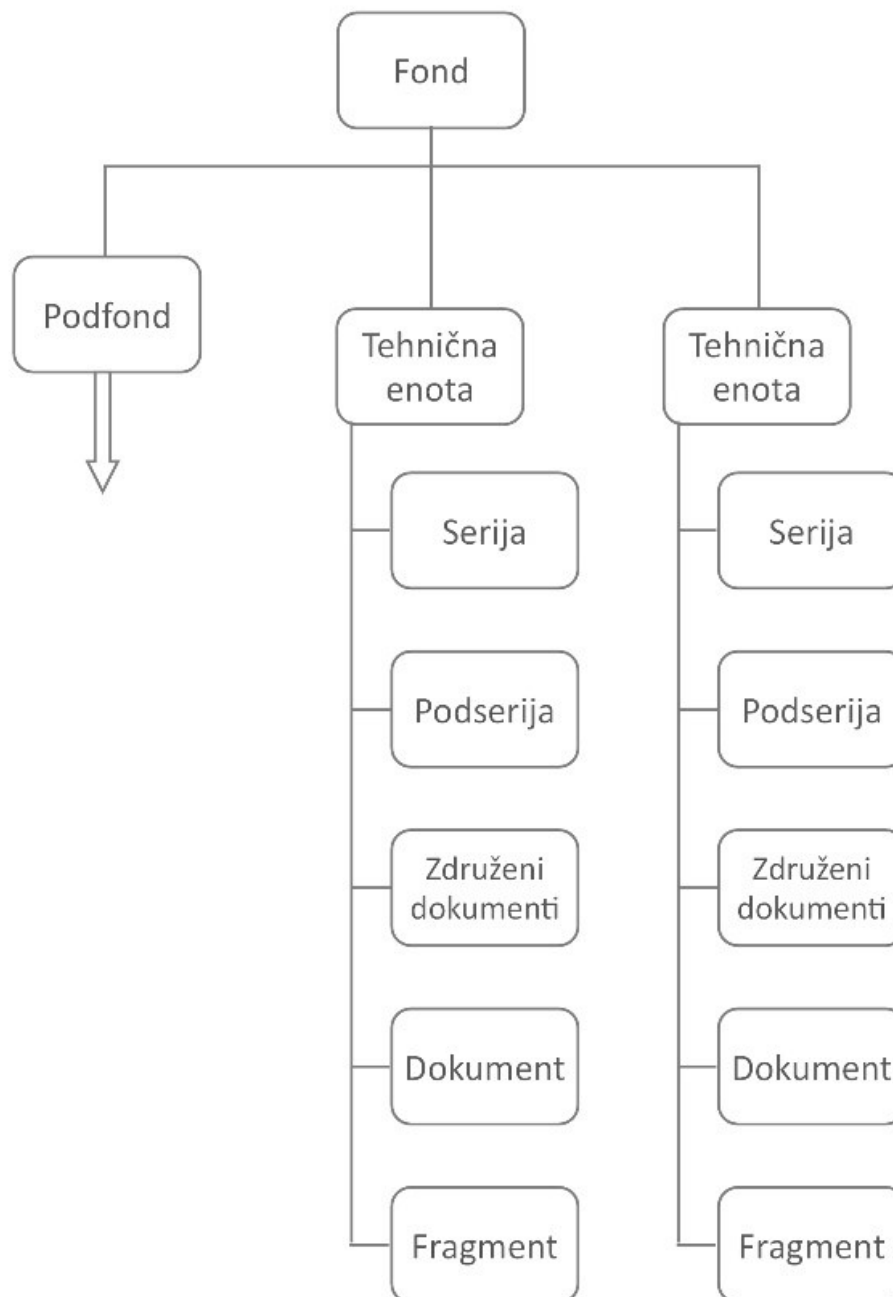 Fond
Podfond
Tehnična
enota
Tehnična
enota
Serija
Serija
Podserija
Podserija
Združeni
dokumenti
Združeni
dokumenti
Dokument
Dokument
Fragment
Fragment